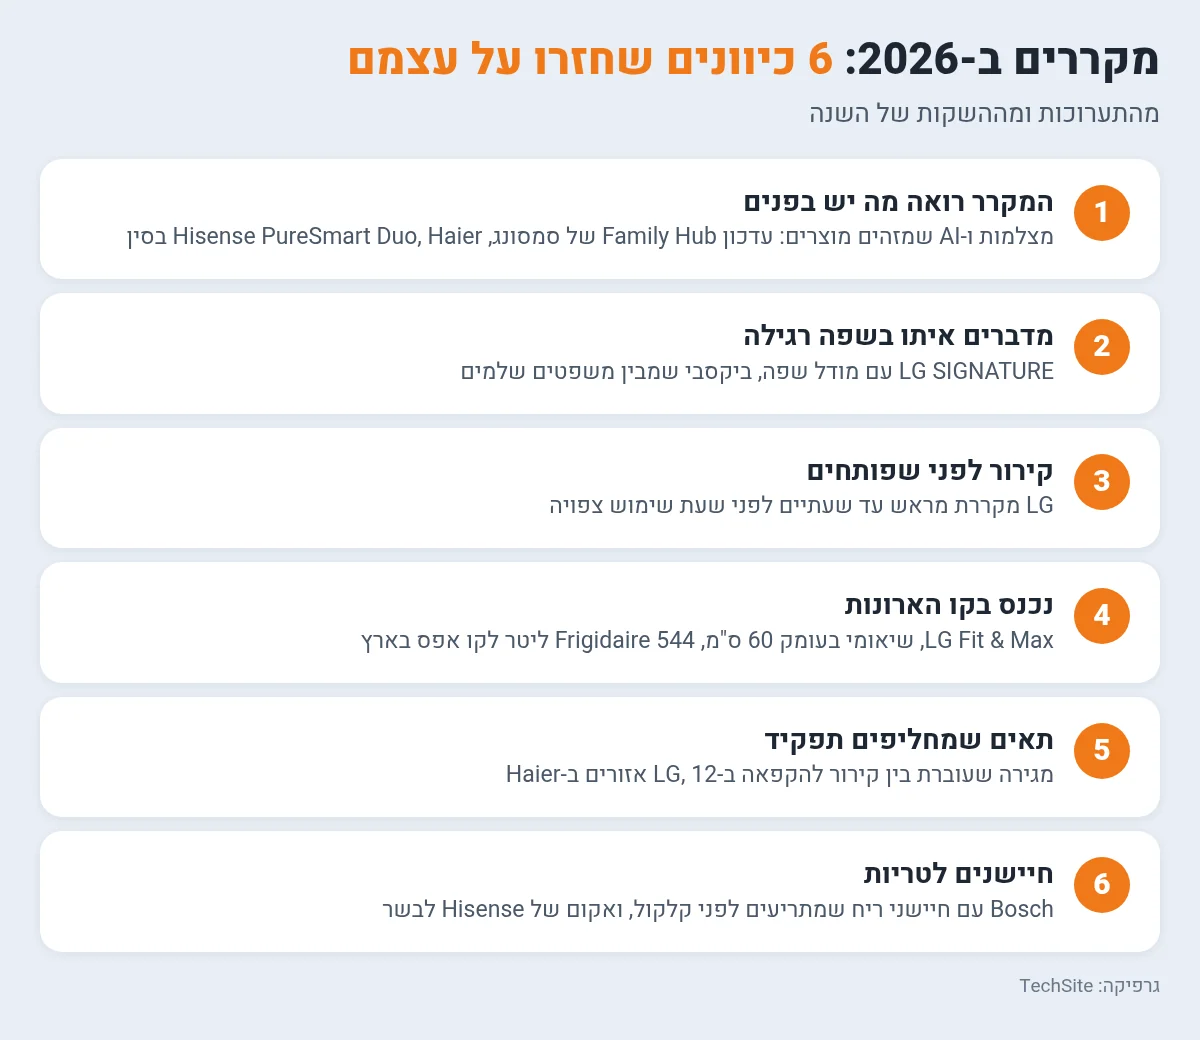 מקררים ב-2026: 6 כיוונים שחזרו על עצמם
מהתערוכות ומההשקות של השנה
1
המקרר רואה מה יש בפנים
מצלמות ו-AI שמזהים מוצרים: עדכון Family Hub של סמסונג, Hisense PureSmart Duo, Haier בסין
2
מדברים איתו בשפה רגילה
LG SIGNATURE עם מודל שפה, ביקסבי שמבין משפטים שלמים
3
קירור לפני שפותחים
LG מקררת מראש עד שעתיים לפני שעת שימוש צפויה
4
נכנס בקו הארונות
LG Fit & Max, שיאומי בעומק 60 ס"מ, Frigidaire 544 ליטר לקו אפס בארץ
5
תאים שמחליפים תפקיד
מגירה שעוברת בין קירור להקפאה ב-LG, 12 אזורים ב-Haier
6
חיישנים לטריות
Bosch עם חיישני ריח שמתריעים לפני קלקול, ואקום של Hisense לבשר
גרפיקה: TechSite